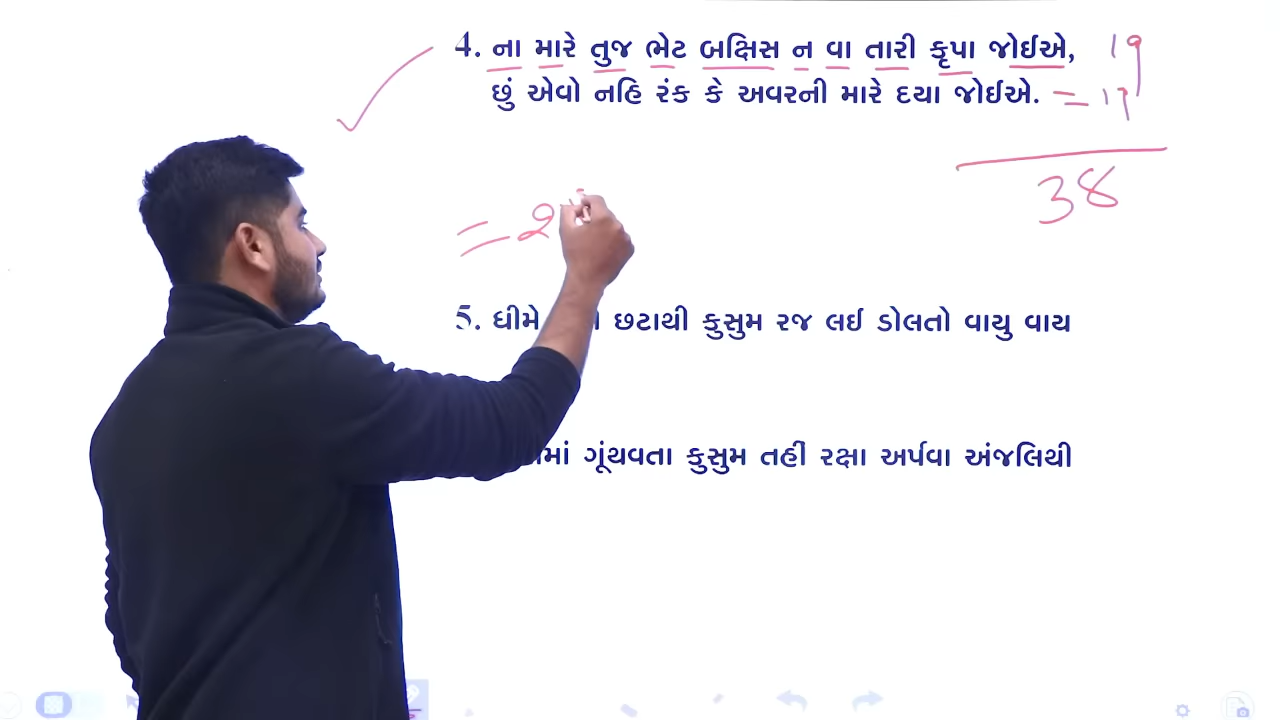 4. ના મારે તુજ ભેટ બક્ષિસ ન વા તારી કૃપા જોઈએ, 19
છું એવો નહિ રંક કે અવરની મારે દયા જોઈએ. = 19
38
5. ધીમે છટાથી કુસુમ રજ લઈ ડોલતો વાયુ વાય
ગૂંથવતા કુસુમ તહીં રક્ષા અર્પવા અંજલિથી